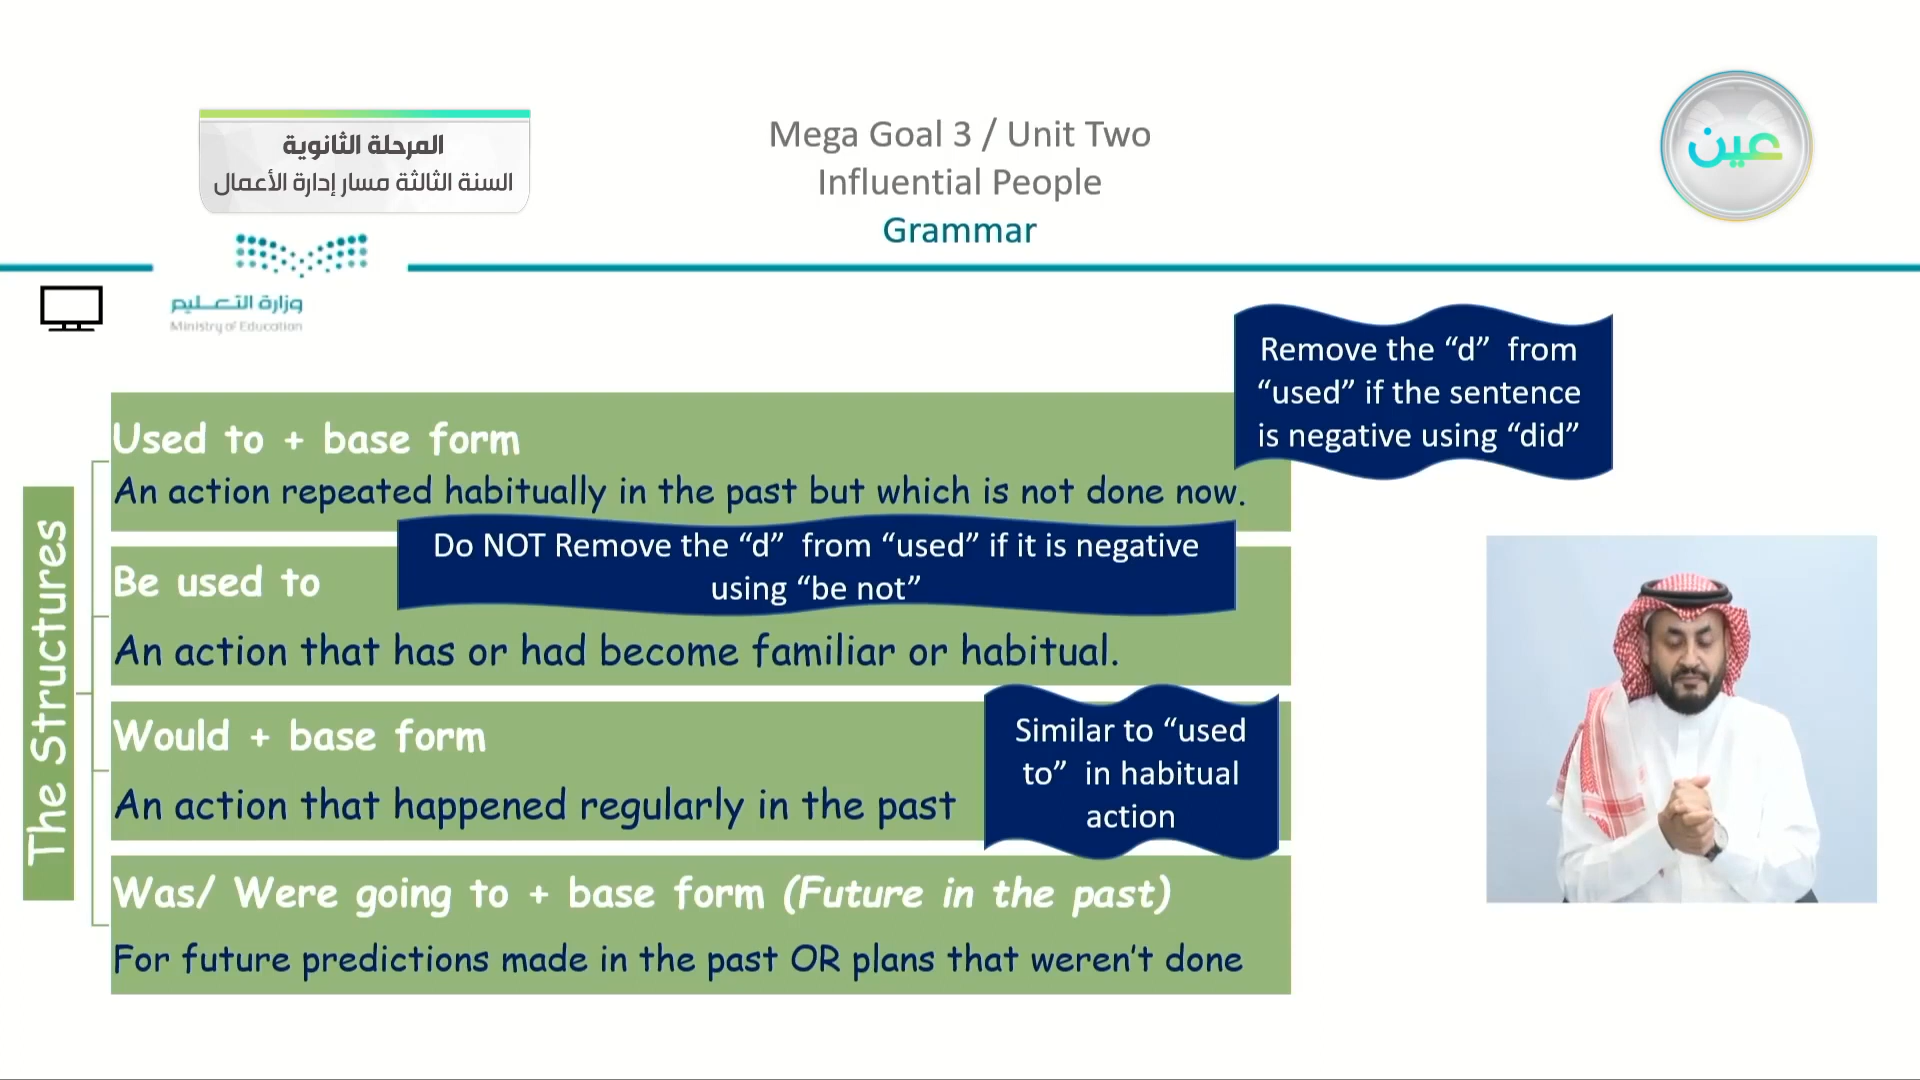 المرحلة الثانوية
السنة الثالثة مسار إدارة الأعمال
Mega Goal 3 / Unit Two
Influential People
Grammar
عين
وزارة التعليم
Ministry of Education
Remove the “d” from
“used” if the sentence
is negative using “did”
The Structures
Used to + base form
An action repeated habitually in the past but which is not done now.
Do NOT Remove the “d” from “used” if it is negative
using “be not”
Be used to
An action that has or had become familiar or habitual.
Would + base form
An action that happened regularly in the past
Similar to “used
to” in habitual
action
Was/ Were going to + base form (Future in the past)
For future predictions made in the past OR plans that weren’t done